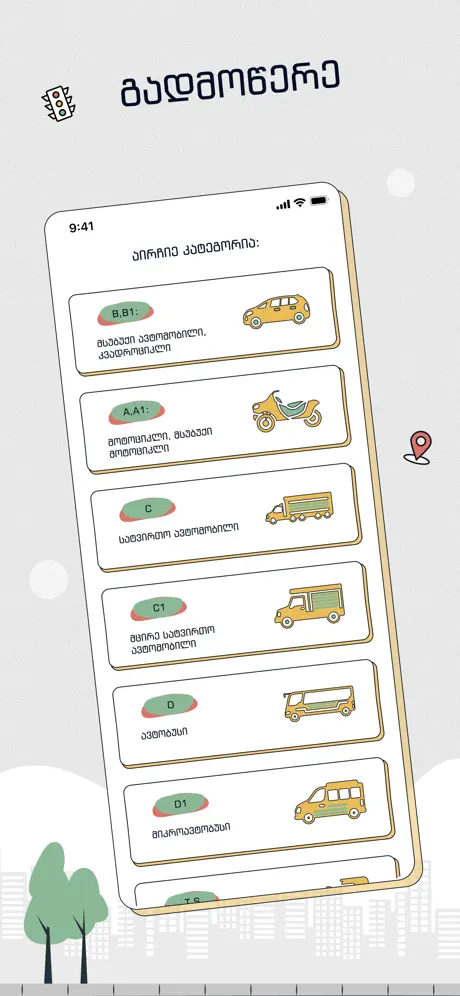 გადმოწერე
9:41
აირჩიე კატეგორია:
B,B1:
მსუბუქი ავტომობილი,
კვადროციკლი
A,A1:
მოტოციკლი, მსუბუქი
მოტოციკლი
C
სატვირთო ავტომობილი
C1
მცირე სატვირთო
ავტომობილი
D
ავტობუსი
D1
მიკროავტობუსი
T,S